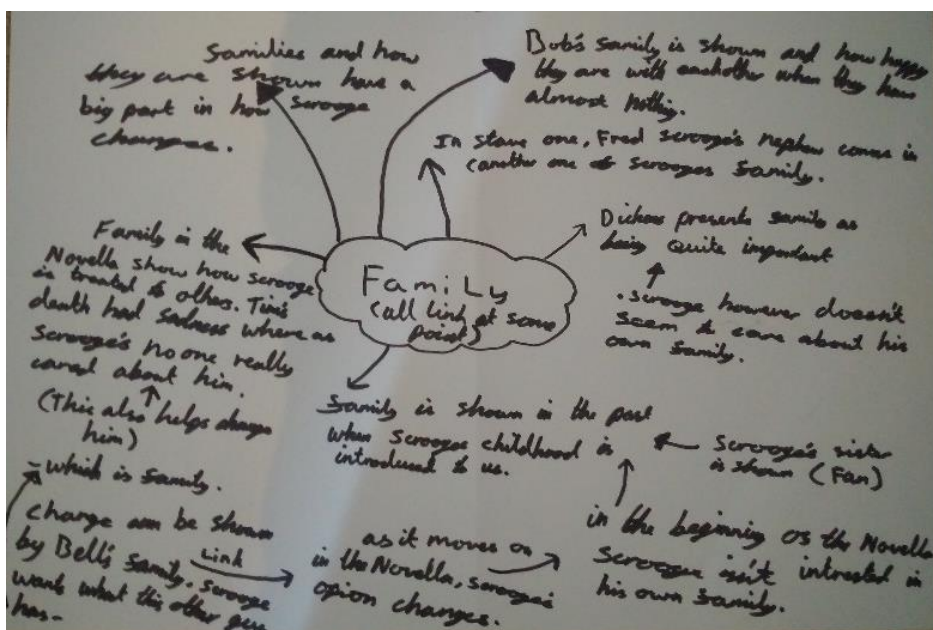 families and how
they are shown have a
big part in how scrooge
changes.
Bob's family is shown and how happy
they are with eachother when they have
almost nothing.
In stave one, Fred scrooge's nephew comes in
(another one of scrooges family.
Dickens presents family as
being quite important
. scrooge however doesn't
seem to care about his
own family.
Family in the
Novella show how scrooge
is treated to others. Tim's
death had sadness where as
scrooge's no one really
cared about him.
(This also helps change
him)
FamiLy
(all link at some
point)
family is shown in the past
when scrooges childhood is
introduced to us.
scrooge's sister
is shown (Fan)
in the beginning of the Novella
scrooge isn't intrested in
his own family.
as it moves on
in the Novella, scrooge's
opion changes.
Link
- which is family.
change can be shown
by Bell's family. scrooge
wants what this other guy
has-